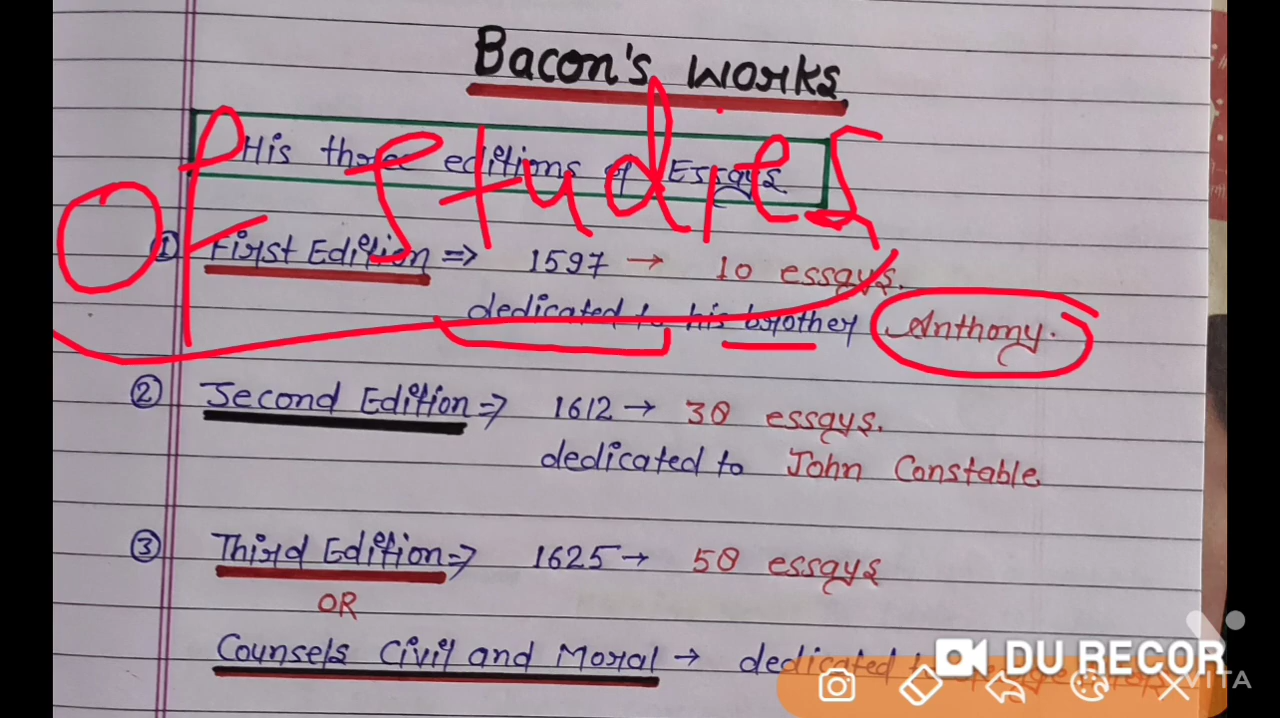 Bacon's works
His three editions of Essays
Of Studies
① First Edition ⇒ 1597 → 10 essays.
dedicated to his brother Anthony.
② Second Edition ⇒ 1612 → 38 essays.
dedicated to John Constable
③ Third Edition ⇒ 1625 → 58 essays
OR
Counsels Civil and Moral → dedicated
DU RECOR
VITA